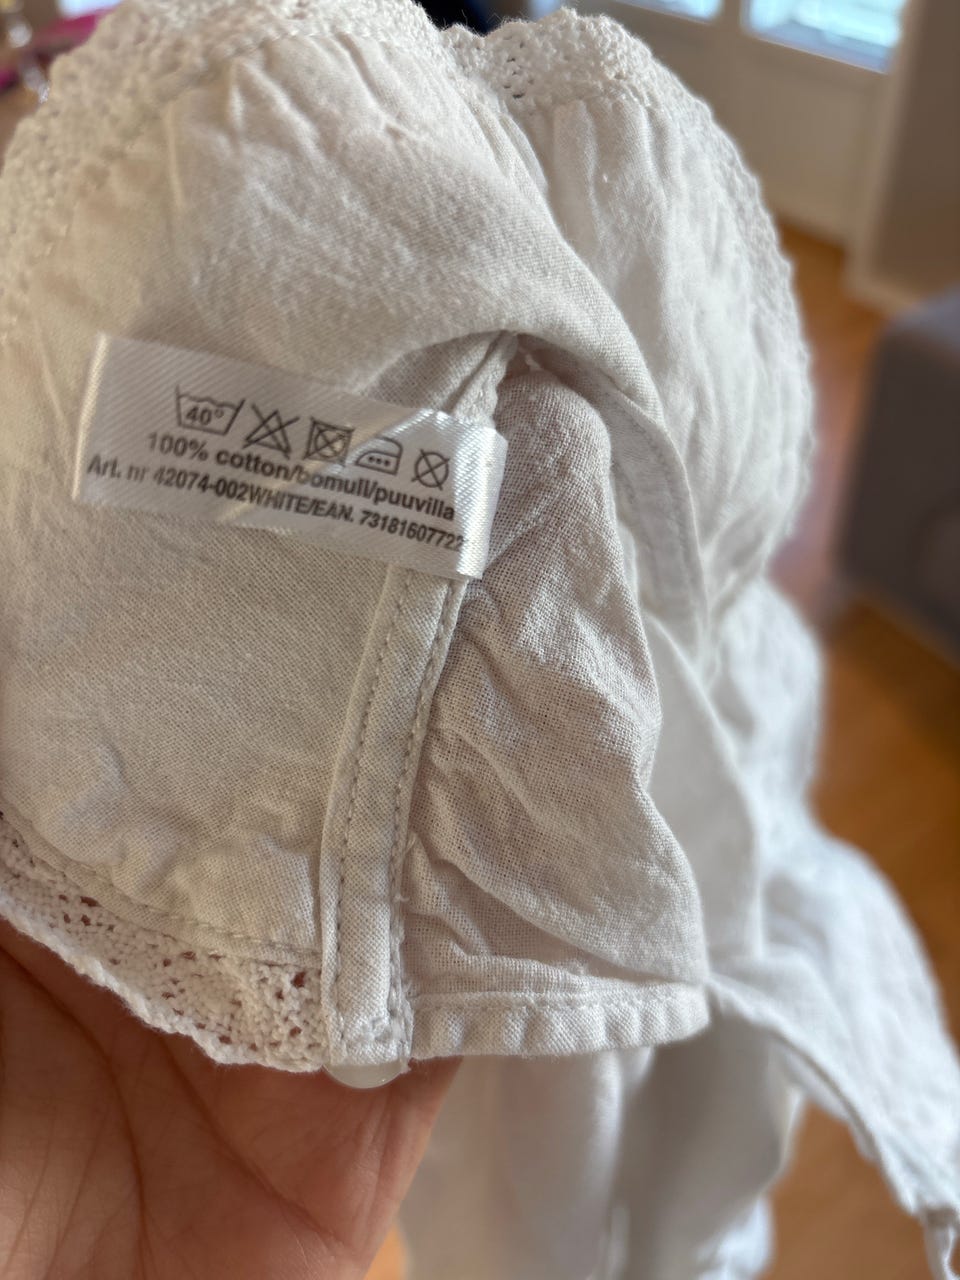 40°
100% cotton/bomull/puuvilla
Art. nr 42074-002WHITE/EAN. 73181607722